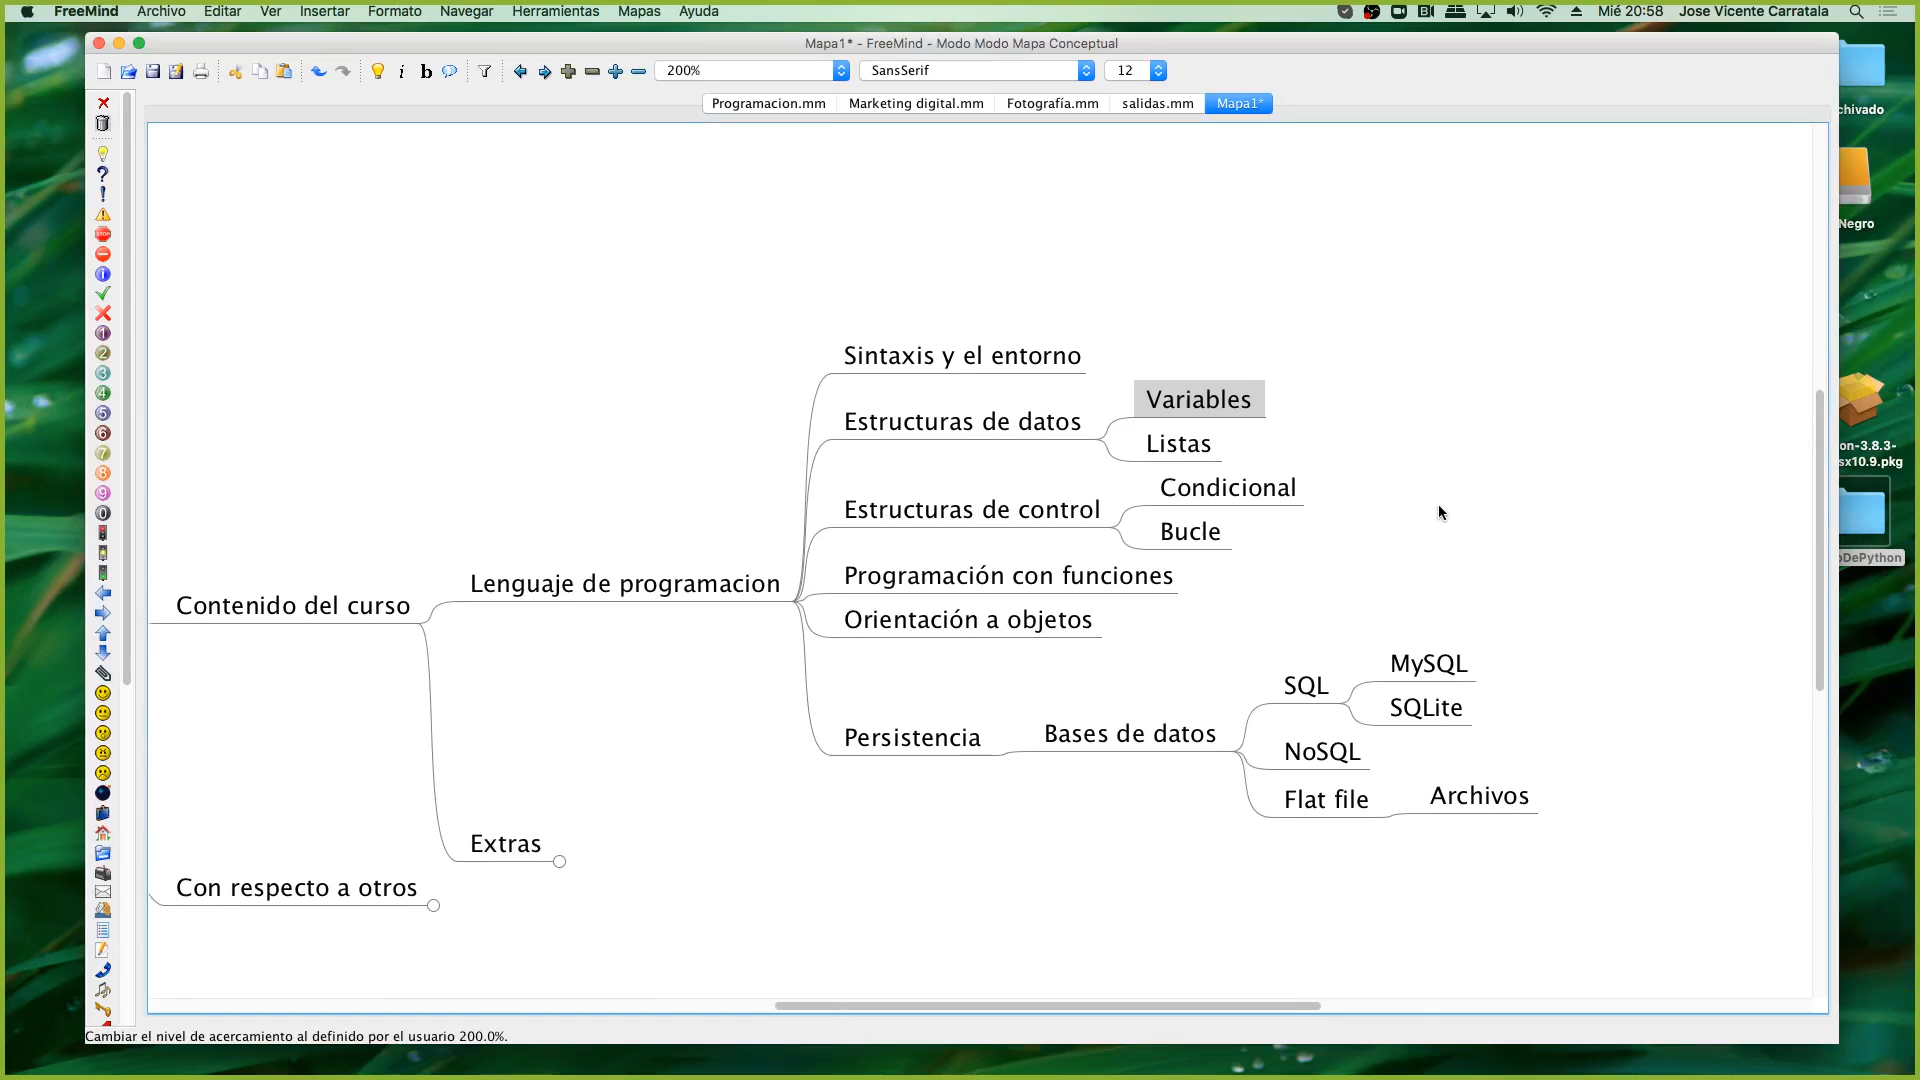 FreeMind Archivo Editar Ver Insertar Formato Navegar Herramientas Mapas Ayuda Mié 20:58 Jose Vicente Carratala
Mapa1* - FreeMind - Modo Modo Mapa Conceptual
200% SansSerif 12
Programacion.mm Marketing digital.mm Fotografía.mm salidas.mm Mapa1*
chivado
Negro
on-3.8.3-
sx10.9.pkg
oDePython
Sintaxis y el entorno
Variables
Estructuras de datos
Listas
Condicional
Estructuras de control
Bucle
Programación con funciones
Lenguaje de programacion
Contenido del curso
Orientación a objetos
MySQL
SQL
SQLite
Bases de datos
Persistencia
NoSQL
Archivos
Flat file
Extras
Con respecto a otros
Cambiar el nivel de acercamiento al definido por el usuario 200.0%.